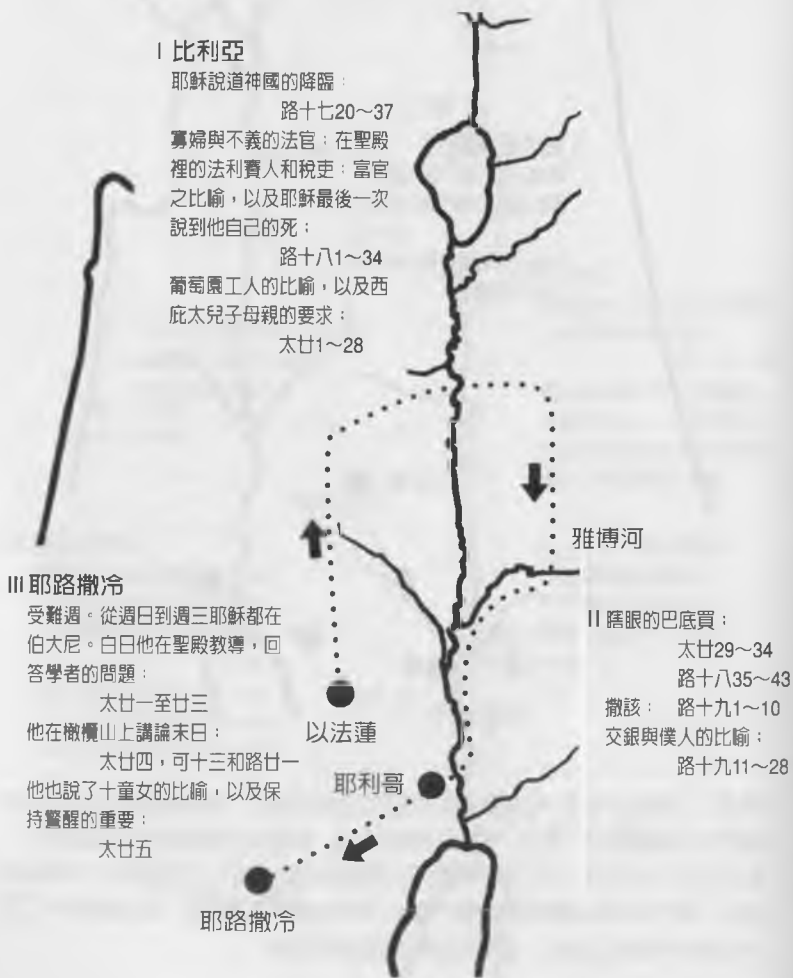 I 比利亞
耶穌說道神國的降臨：
路十七20～37
寡婦與不義的法官；在聖殿
裡的法利賽人和稅吏；富官
之比喻，以及耶穌最後一次
說到他自己的死；
路十八1～34
葡萄園工人的比喻，以及西
庇太兒子母親的要求：
太廿1～28
雅博河
II 瞎眼的巴底買：
太廿29～34
路十八35～43
撒該： 路十九1～10
交銀與僕人的比喻：
路十九11～28
III 耶路撒冷
受難週。從週日到週三耶穌都在
伯大尼。白日他在聖殿教導，回
答學者的問題：
太廿一至廿三
他在橄欖山上講論末日：
太廿四，可十三和路廿一
他也說了十童女的比喻，以及保
持警醒的重要：
太廿五
以法蓮
耶利哥
耶路撒冷